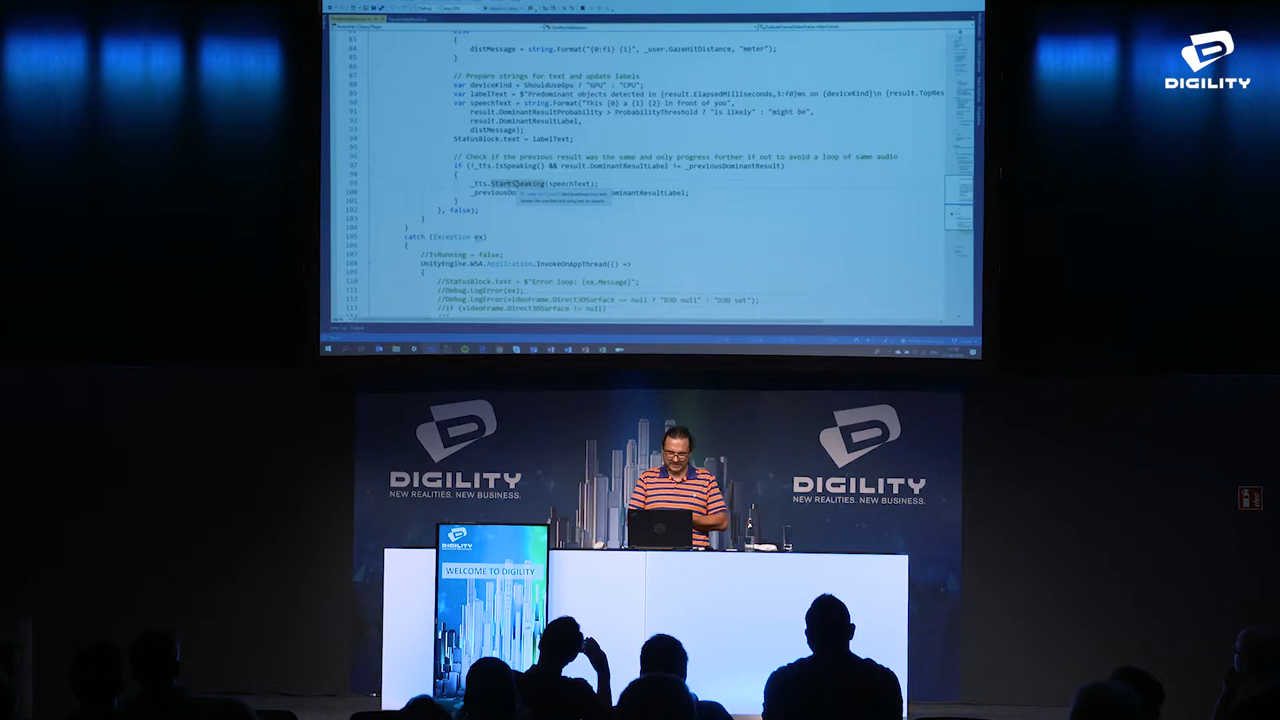 {
distMessage = string.Format("{0:f1} {1}", _user.GazeHitDistance, "meter");
}
// Prepare strings for text and update labels
var deviceKind = ShouldUseGpu ? "GPU" : "CPU";
var labelText = $"Predominant objects detected in {result.ElapsedMilliseconds,3:f0}ms on {deviceKind}\n {result.TopRes
var speechText = string.Format("This {0} a {1} {2} in front of you",
result.DominantResultProbability > ProbabilityThreshold ? "is likely" : "might be",
result.DominantResultLabel,
distMessage);
StatusBlock.text = labelText;
// Check if the previous result was the same and only progress further if not to avoid a loop of same audio
if (!_tts.IsSpeaking() && result.DominantResultLabel != _previousDominantResult)
{
_tts.StartSpeaking(speechText);
_previousDo ominantResultLabel;
}
}, false);
}
}
catch (Exception ex)
{
//IsRunning = false;
UnityEngine.WSA.Application.InvokeOnAppThread(() =>
{
//StatusBlock.text = $"Error loop: {ex.Message}";
//Debug.LogError(ex);
//Debug.LogError(videoFrame.Direct3DSurface == null ? "D3D null" : "D3D set");
//if (videoFrame.Direct3DSurface != null)
DIGILITY
DIGILITY
NEW REALITIES. NEW BUSINESS.
DIGILITY
NEW REALITIES. NEW BUSINESS.
DIGILITY
WELCOME TO DIGILITY